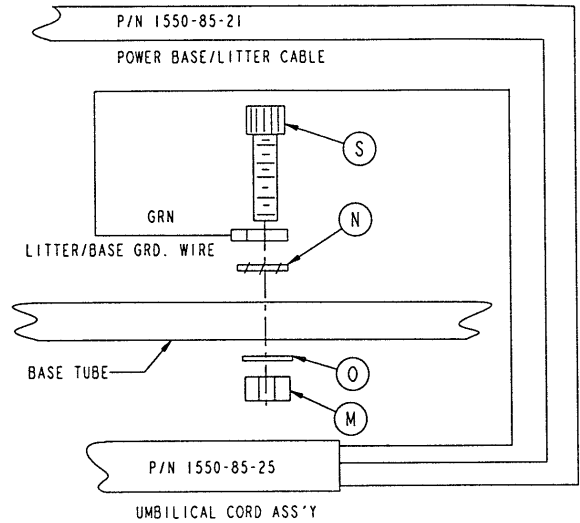 P/N 1550-85-21
POWER BASE/LITTER CABLE
S
GRN
N
LITTER/BASE GRD. WIRE
BASE TUBE
O
M
P/N 1550-85-25
UMBILICAL CORD ASS'Y